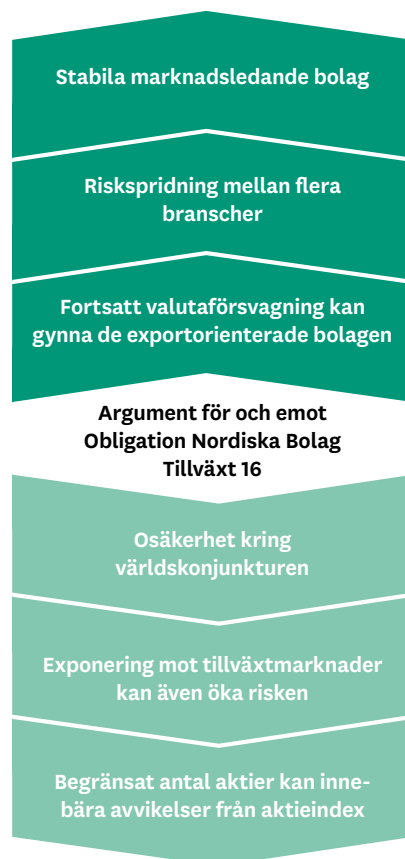 Stabila marknadsledande bolag
Riskspridning mellan flera
branscher
Fortsatt valutaförsvagning kan
gynna de exportorienterade bolagen
Argument för och emot
Obligation Nordiska Bolag
Tillväxt 16
Osäkerhet kring
världskonjunkturen
Exponering mot tillväxtmarknader
kan även öka risken
Begränsat antal aktier kan inne-
bära avvikelser från aktieindex